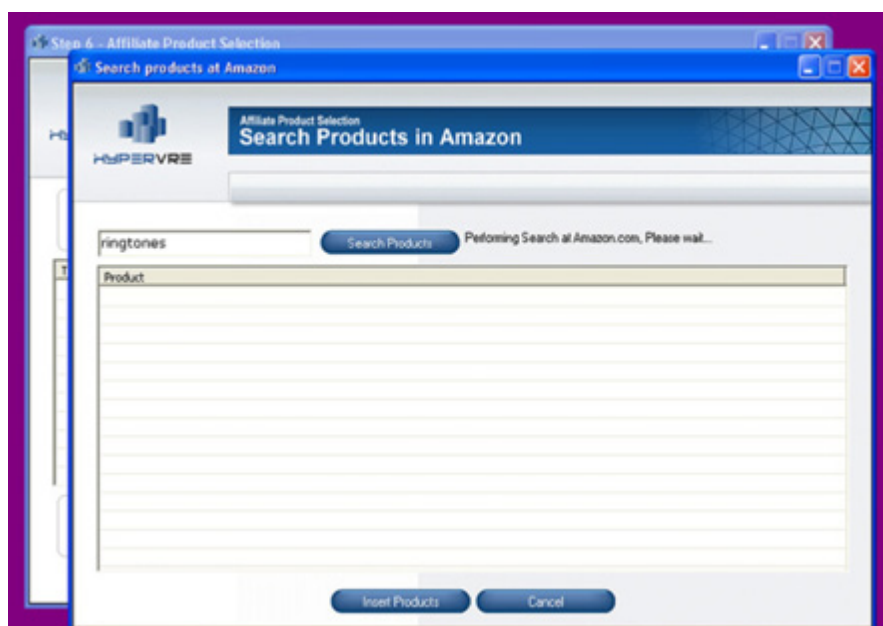 Step 6 - Affiliate Product Selection
Search products at Amazon
HYPERVRE
Affiliate Product Selection
Search Products in Amazon
ringtones
Search Products
Performing Search at Amazon.com, Please wait...
T
Product
Insert Products
Cancel